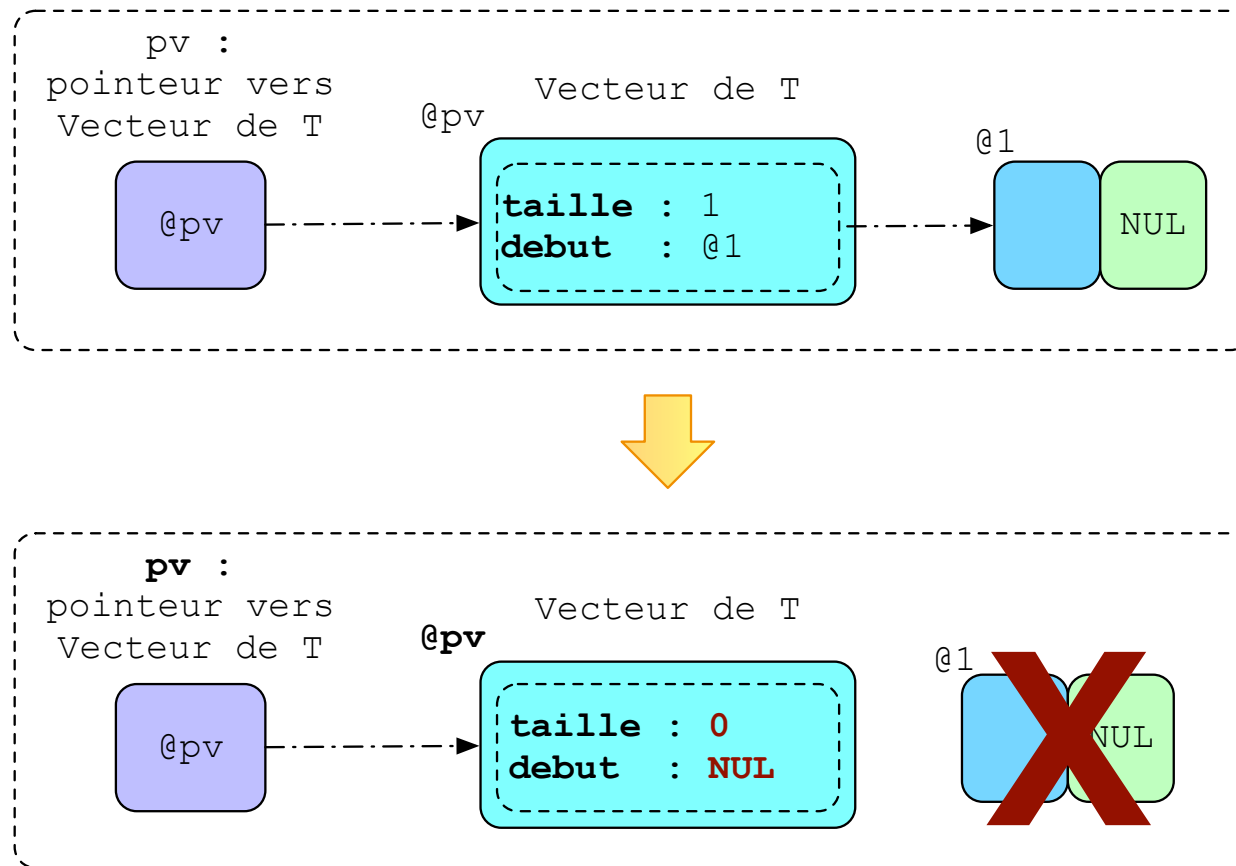 pv :
pointeur vers
Vecteur de T
@pv
Vecteur de T
@pv
taille : 1
debut : @1
@1
NUL
pv :
pointeur vers
Vecteur de T
@pv
Vecteur de T
@pv
taille : 0
debut : NUL
@1
NUL